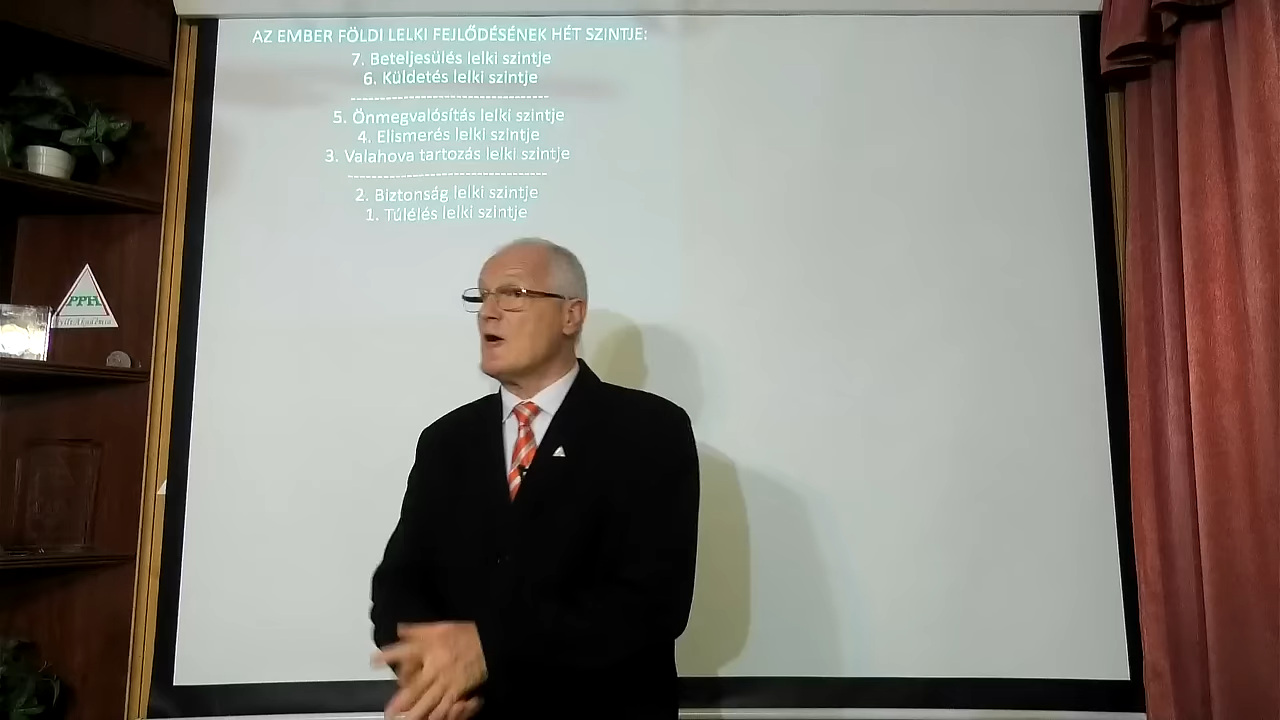 AZ EMBER FÖLDI LELKI FEJLŐDÉSÉNEK HÉT SZINTJE:
7. Beteljesülés lelki szintje
6. Küldetés lelki szintje
----------------------------------
5. Önmegvalósítás lelki szintje
4. Elismerés lelki szintje
3. Valahova tartozás lelki szintje
----------------------------------
2. Biztonság lelki szintje
1. Túlélés lelki szintje
PPH